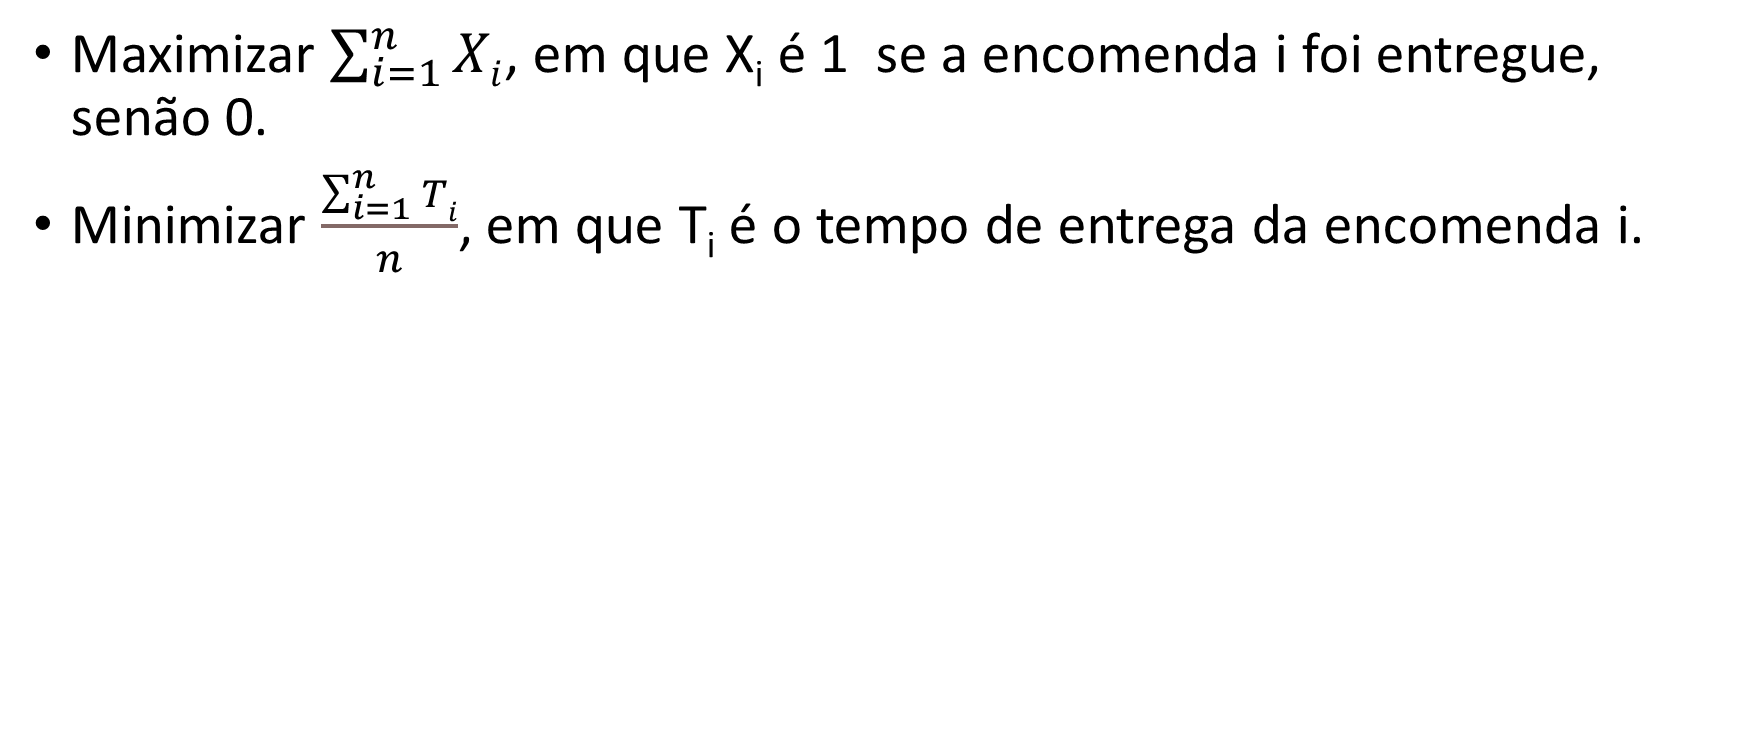 • Maximizar ∑ⁿᵢ₌₁ Xᵢ, em que Xᵢ é 1 se a encomenda i foi entregue,
senão 0.
• Minimizar (∑ⁿᵢ₌₁ Tᵢ)/n, em que Tᵢ é o tempo de entrega da encomenda i.